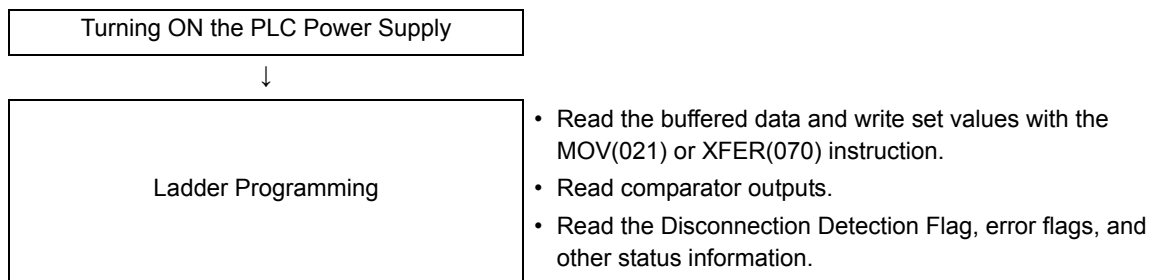 Turning ON the PLC Power Supply
↓
Ladder Programming
• Read the buffered data and write set values with the
MOV(021) or XFER(070) instruction.
• Read comparator outputs.
• Read the Disconnection Detection Flag, error flags, and
other status information.